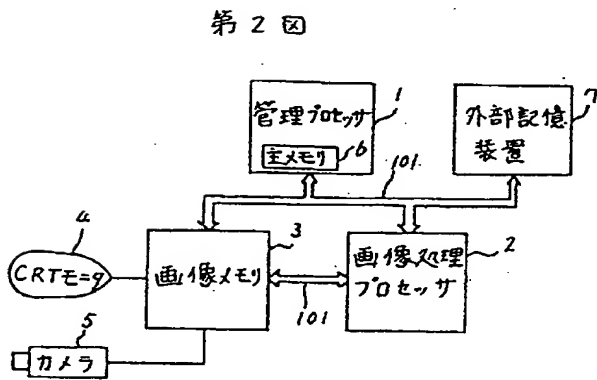 第2図
1
管理プロセッサ
主メモリ
6
7
外部記憶
装置
101
4
CRTモニタ
3
画像メモリ
101
2
画像処理
プロセッサ
5
カメラ